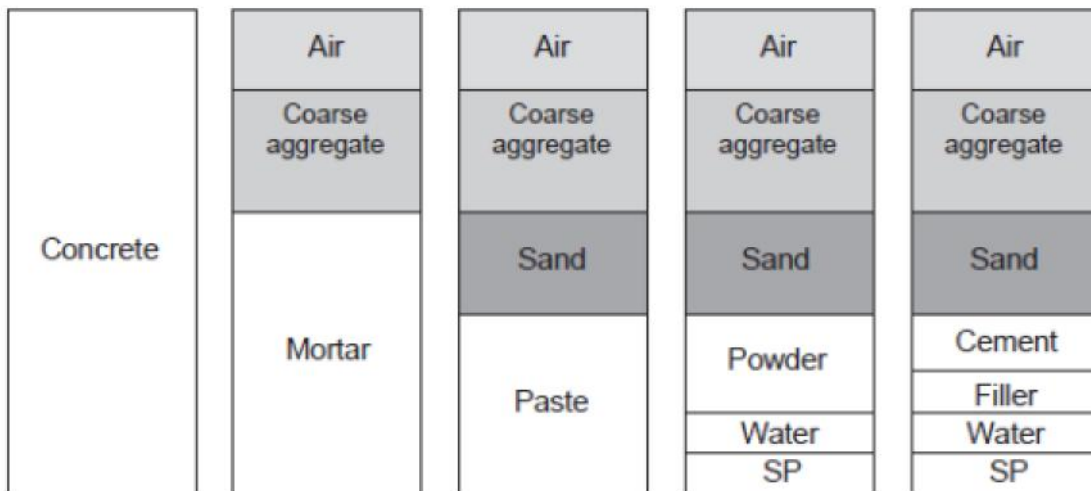 Concrete
Air
Coarse
aggregate
Mortar
Air
Coarse
aggregate
Sand
Paste
Air
Coarse
aggregate
Sand
Powder
Water
SP
Air
Coarse
aggregate
Sand
Cement
Filler
Water
SP